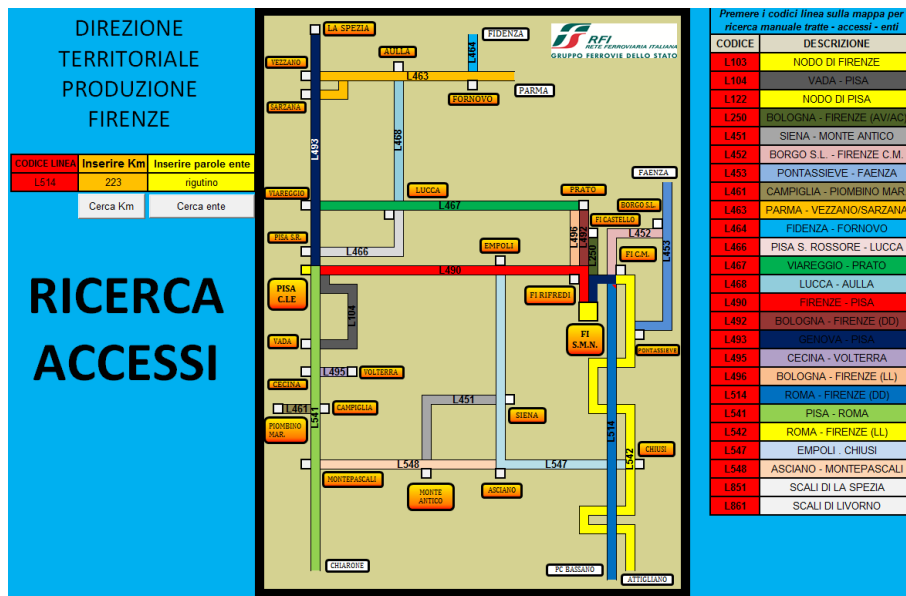 DIREZIONE
TERRITORIALE
PRODUZIONE
FIRENZE
CODICE LINEA Inserire Km Inserire parole ente
L514 223 rigutino
Cerca Km Cerca ente
RICERCA
ACCESSI
LA SPEZIA
FIDENZA
RFI
RETE FERROVIARIA ITALIANA
GRUPPO FERROVIE DELLO STATO
AULLA
L464
VEZZANO
L463
PARMA
SARZANA
FORNOVO
L493
L468
FAENZA
VIAREGGIO
LUCCA
PRATO
L467
BORGO S.L.
FI CASTELLO
PISA S.R.
L496
L492
L452
L466
EMPOLI
L250
FI C.M.
L453
L490
PISA
C.LE
FI RIFREDI
L104
FI
S.M.N.
VADA
PONTASSIEVE
L495
VOLTERRA
CECINA
L461
CAMPIGLIA
L451
SIENA
L541
PIOMBINO
MAR.
L514
L542
CHIUSI
L548
L547
MONTEPASCALI
MONTE
ANTICO
ASCIANO
CHIARONE
PC BASSANO
ATTIGLIANO
Premere i codici linea sulla mappa per
ricerca manuale tratte - accessi - enti
CODICE DESCRIZIONE
L103 NODO DI FIRENZE
L104 VADA - PISA
L122 NODO DI PISA
L250 BOLOGNA - FIRENZE (AV/AC)
L451 SIENA - MONTE ANTICO
L452 BORGO S.L. - FIRENZE C.M.
L453 PONTASSIEVE - FAENZA
L461 CAMPIGLIA - PIOMBINO MAR.
L463 PARMA - VEZZANO/SARZANA
L464 FIDENZA - FORNOVO
L466 PISA S. ROSSORE - LUCCA
L467 VIAREGGIO - PRATO
L468 LUCCA - AULLA
L490 FIRENZE - PISA
L492 BOLOGNA - FIRENZE (DD)
L493 GENOVA - PISA
L495 CECINA - VOLTERRA
L496 BOLOGNA - FIRENZE (LL)
L514 ROMA - FIRENZE (DD)
L541 PISA - ROMA
L542 ROMA - FIRENZE (LL)
L547 EMPOLI . CHIUSI
L548 ASCIANO - MONTEPASCALI
L851 SCALI DI LA SPEZIA
L861 SCALI DI LIVORNO